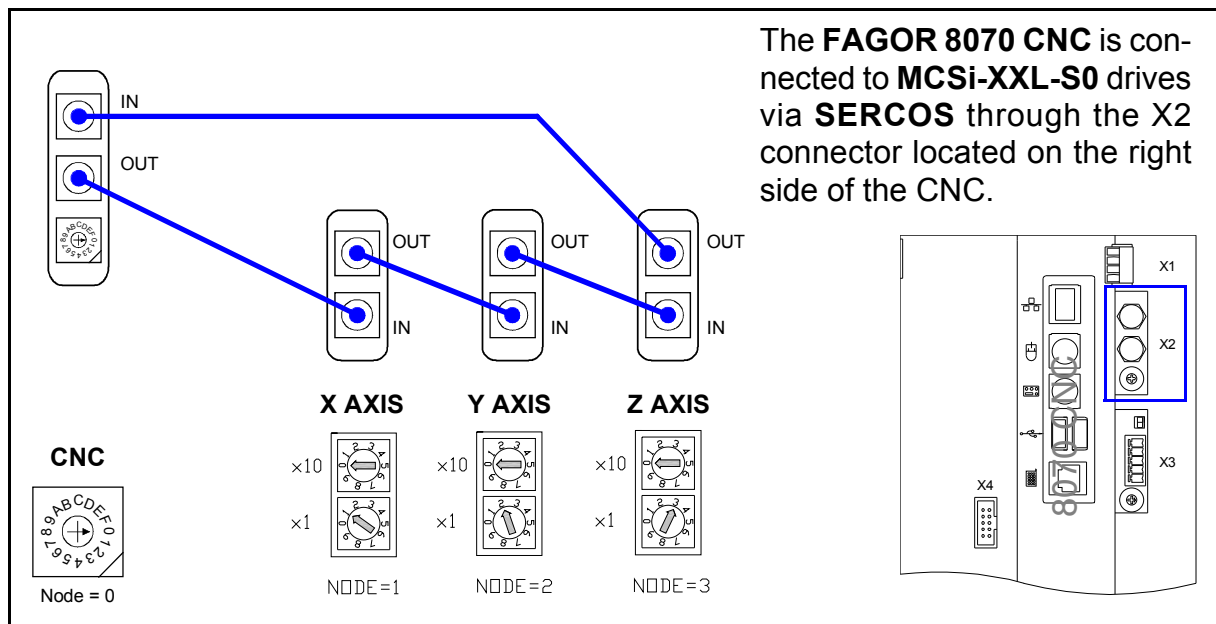 The FAGOR 8070 CNC is con-
nected to MCSi-XXL-S0 drives
via SERCOS through the X2
connector located on the right
side of the CNC.
IN
OUT
OUT
IN
OUT
IN
OUT
IN
X AXIS
Y AXIS
Z AXIS
×10
×1
NODE=1
×10
×1
NODE=2
×10
×1
NODE=3
CNC
0123456789ABCDEF
Node = 0
X1
X2
X3
X4
8070 CNC